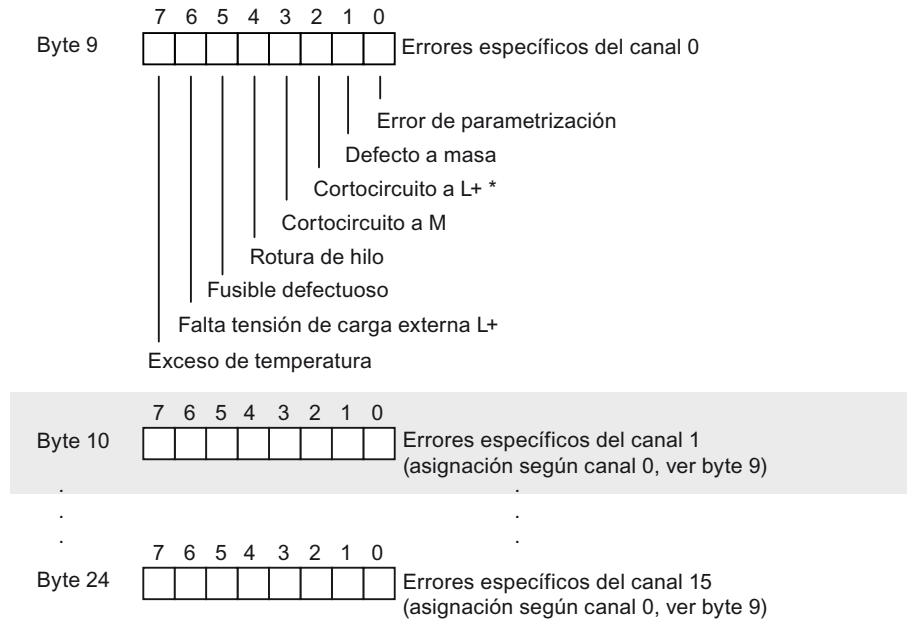 7 6 5 4 3 2 1 0
Byte 9 Errores específicos del canal 0
Error de parametrización
Defecto a masa
Cortocircuito a L+ *
Cortocircuito a M
Rotura de hilo
Fusible defectuoso
Falta tensión de carga externa L+
Exceso de temperatura
7 6 5 4 3 2 1 0
Byte 10 Errores específicos del canal 1
(asignación según canal 0, ver byte 9)
. .
. .
. .
7 6 5 4 3 2 1 0
Byte 24 Errores específicos del canal 15
(asignación según canal 0, ver byte 9)